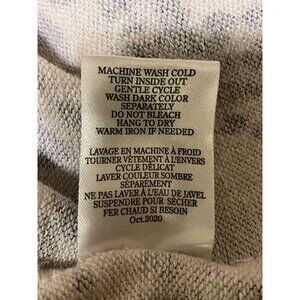 MACHINE WASH COLD
TURN INSIDE OUT
GENTLE CYCLE
WASH DARK COLOR
SEPARATELY
DO NOT BLEACH
HANG TO DRY
WARM IRON IF NEEDED
LAVAGE EN MACHINE À FROID
TOURNER VÊTEMENT À L'ENVERS
CYCLE DÉLICAT
LAVER COULEUR SOMBRE
SÉPARÉMENT
NE PAS LAVER À L'EAU DE JAVEL
SUSPENDRE POUR SÉCHER
FER CHAUD SI BESOIN
Oct.2020